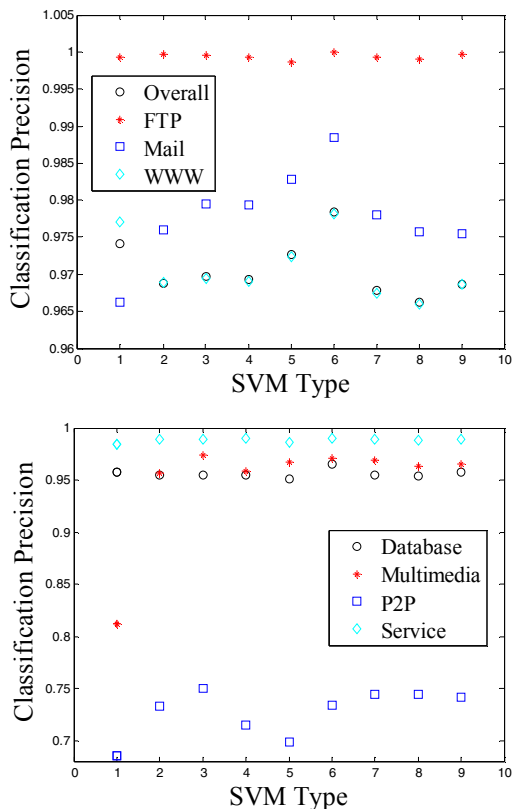 1.005
1
0.995
0.99
0.985
0.98
0.975
0.97
0.965
0.96
Classification Precision
Overall
FTP
Mail
WWW
0 1 2 3 4 5 6 7 8 9 10
SVM Type
1
0.95
0.9
0.85
0.8
0.75
0.7
Classification Precision
Database
Multimedia
P2P
Service
0 1 2 3 4 5 6 7 8 9 10
SVM Type